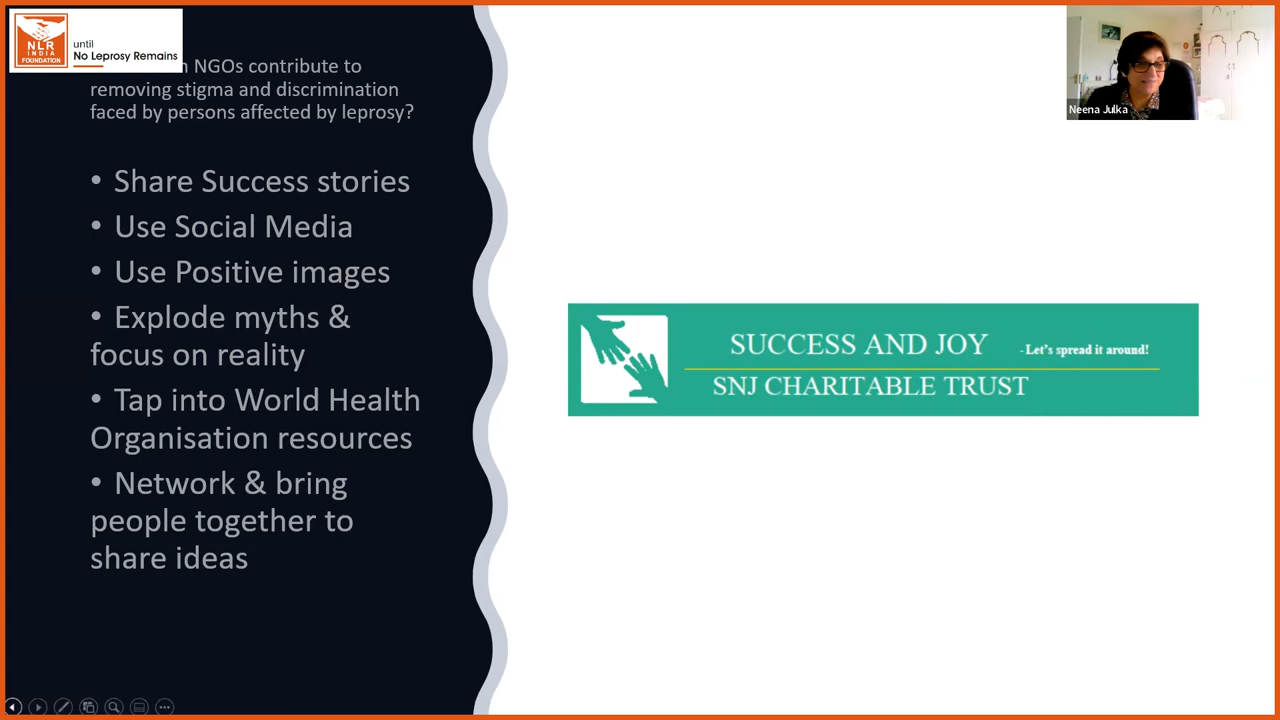 NLR
INDIA
FOUNDATION
until
No Leprosy Remains
NGOs contribute to
removing stigma and discrimination
faced by persons affected by leprosy?
• Share Success stories
• Use Social Media
• Use Positive images
• Explode myths &
focus on reality
• Tap into World Health
Organisation resources
• Network & bring
people together to
share ideas
SUCCESS AND JOY - Let's spread it around!
SNJ CHARITABLE TRUST
Neena Julka